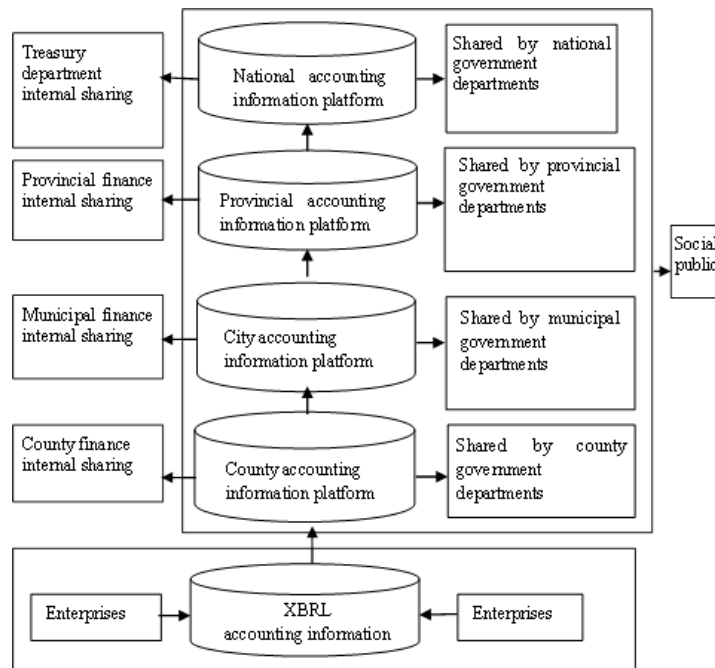 Treasury
department
internal sharing
National accounting
information platform
Shared by national
government
departments
Provincial finance
internal sharing
Provincial accounting
information platform
Shared by provincial
government
departments
Social
public
Municipal finance
internal sharing
City accounting
information platform
Shared by municipal
government
departments
County finance
internal sharing
County accounting
information platform
Shared by county
government
departments
Enterprises
XBRL
accounting information
Enterprises